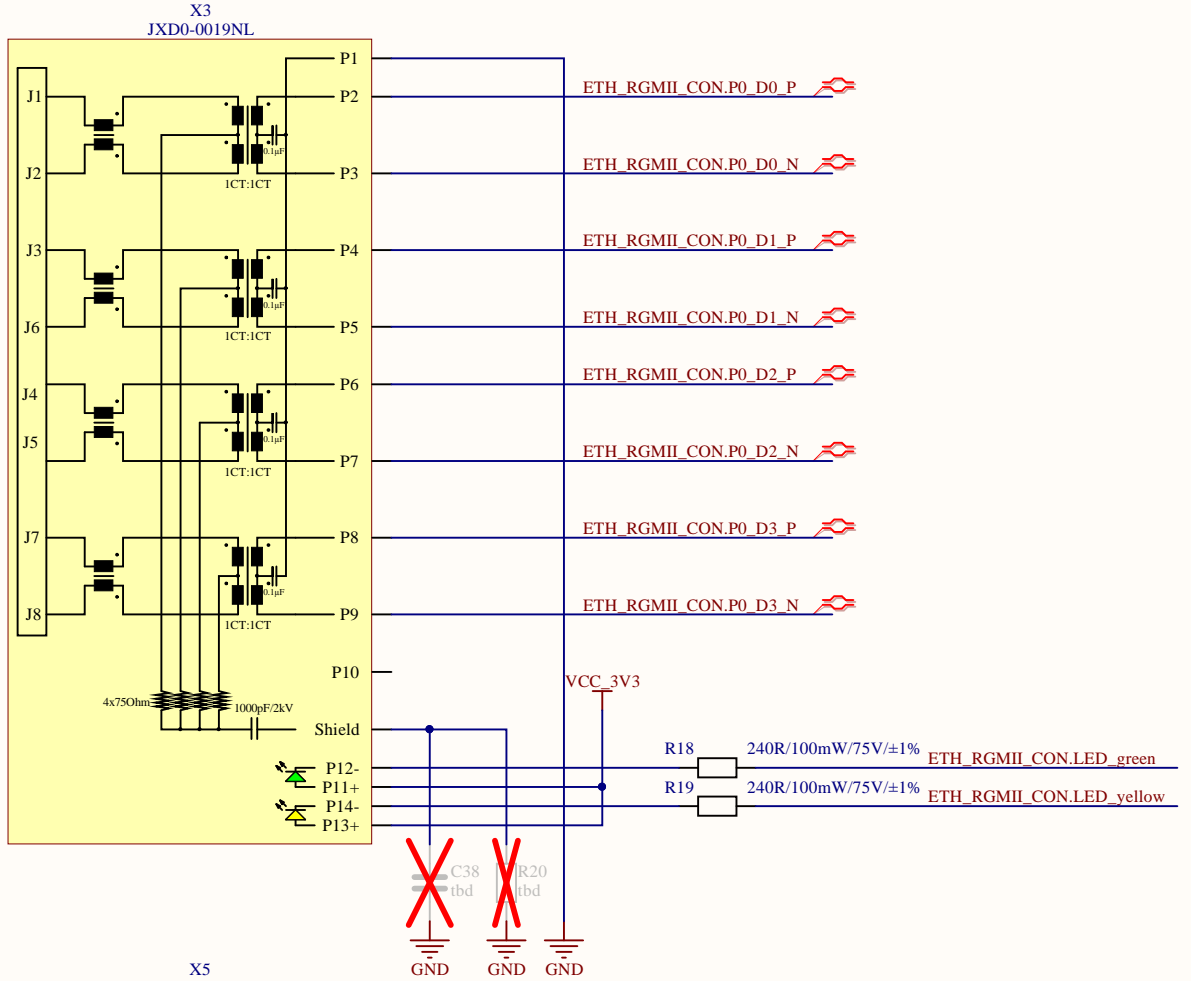 X3
JXD0-0019NL
P1
J1
P2
ETH_RGMII_CON.P0_D0_P
0.1µF
J2
P3
ETH_RGMII_CON.P0_D0_N
1CT:1CT
J3
P4
ETH_RGMII_CON.P0_D1_P
0.1µF
J6
P5
ETH_RGMII_CON.P0_D1_N
1CT:1CT
J4
P6
ETH_RGMII_CON.P0_D2_P
0.1µF
J5
P7
ETH_RGMII_CON.P0_D2_N
1CT:1CT
J7
P8
ETH_RGMII_CON.P0_D3_P
0.1µF
J8
P9
ETH_RGMII_CON.P0_D3_N
1CT:1CT
P10
VCC_3V3
4x75Ohm
1000pF/2kV
Shield
R18
240R/100mW/75V/±1%
ETH_RGMII_CON.LED_green
P12-
P11+
R19
240R/100mW/75V/±1%
ETH_RGMII_CON.LED_yellow
P14-
P13+
C38
tbd
R20
tbd
GND
GND
GND
X5